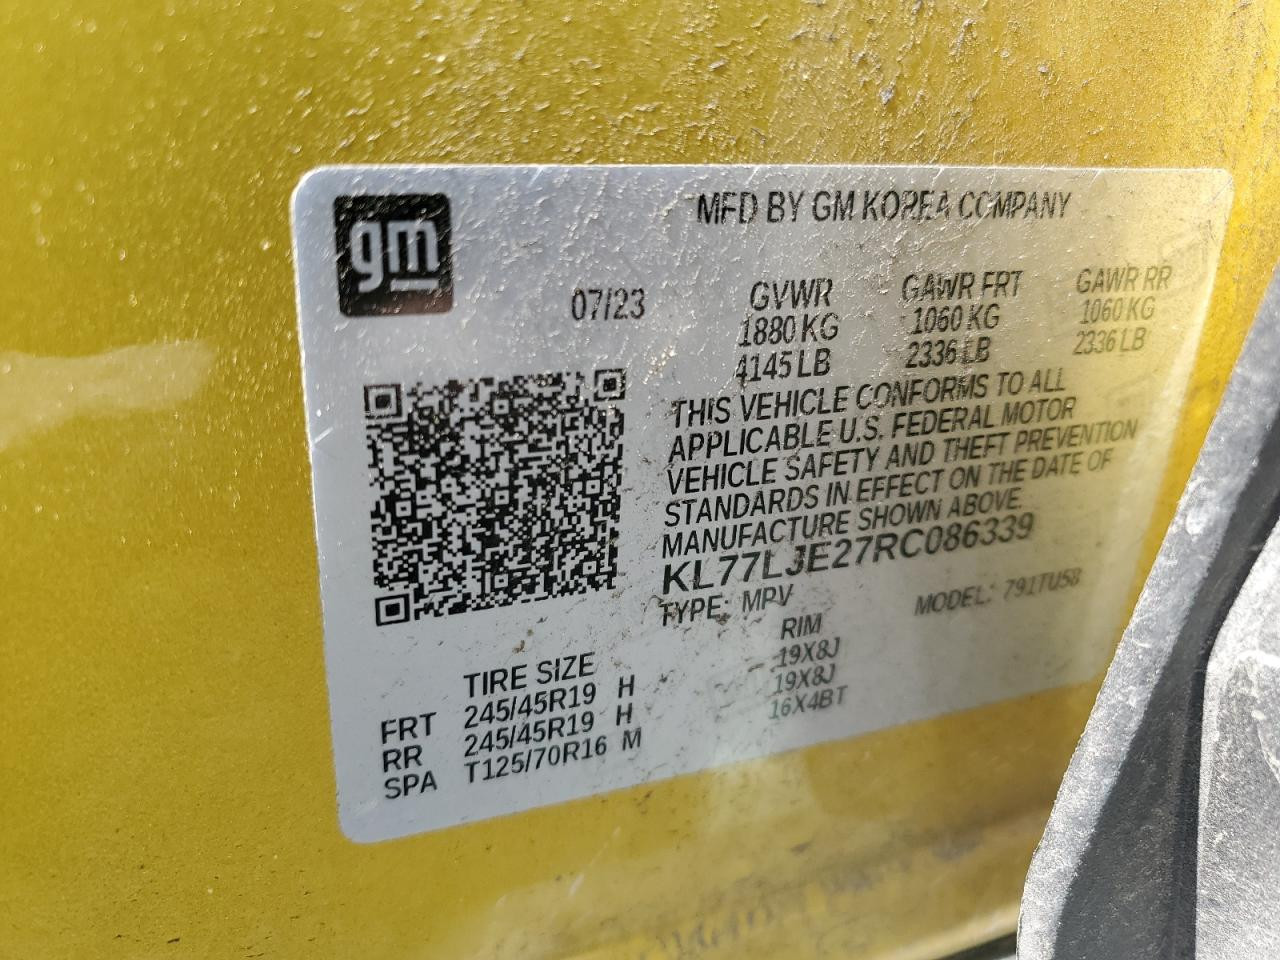 gm
MFD BY GM KOREA COMPANY
07/23
GVWR GAWR FRT GAWR RR
1880 KG 1060 KG 1060 KG
4145 LB 2336 LB 2336 LB
THIS VEHICLE CONFORMS TO ALL
APPLICABLE U.S. FEDERAL MOTOR
VEHICLE SAFETY AND THEFT PREVENTION
STANDARDS IN EFFECT ON THE DATE OF
MANUFACTURE SHOWN ABOVE.
KL77LJE27RC086339
TYPE: MPV MODEL: 791TU58
TIRE SIZE RIM
FRT 245/45R19 H 19X8J
RR 245/45R19 H 19X8J
SPA T125/70R16 M 16X4BT